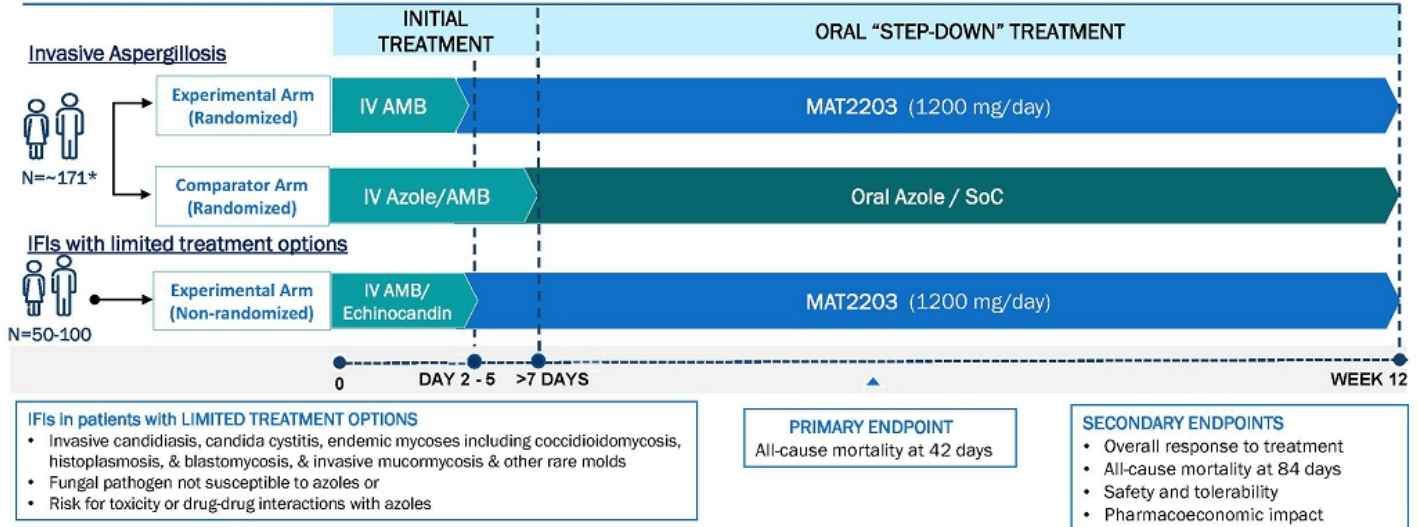 INITIAL
TREATMENT
ORAL “STEP-DOWN” TREATMENT
Invasive Aspergillosis
Experimental Arm
(Randomized)
IV AMB
MAT2203 (1200 mg/day)
N=~171*
Comparator Arm
(Randomized)
IV Azole/AMB
Oral Azole / SoC
IFIs with limited treatment options
Experimental Arm
(Non-randomized)
IV AMB/
Echinocandin
MAT2203 (1200 mg/day)
N=50-100
0
DAY 2 - 5
>7 DAYS
WEEK 12
IFIs in patients with LIMITED TREATMENT OPTIONS
• Invasive candidiasis, candida cystitis, endemic mycoses including coccidioidomycosis,
histoplasmosis, & blastomycosis, & invasive mucormycosis & other rare molds
• Fungal pathogen not susceptible to azoles or
• Risk for toxicity or drug-drug interactions with azoles
PRIMARY ENDPOINT
All-cause mortality at 42 days
SECONDARY ENDPOINTS
• Overall response to treatment
• All-cause mortality at 84 days
• Safety and tolerability
• Pharmacoeconomic impact